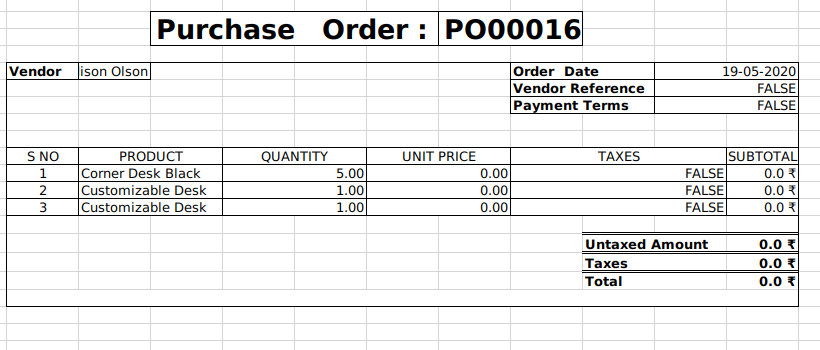 Purchase Order : PO00016
Vendor ison Olson Order Date 19-05-2020
Vendor Reference FALSE
Payment Terms FALSE
S NO PRODUCT QUANTITY UNIT PRICE TAXES SUBTOTAL
1 Corner Desk Black 5.00 0.00 FALSE 0.0 ₹
2 Customizable Desk 1.00 0.00 FALSE 0.0 ₹
3 Customizable Desk 1.00 0.00 FALSE 0.0 ₹
Untaxed Amount 0.0 ₹
Taxes 0.0 ₹
Total 0.0 ₹